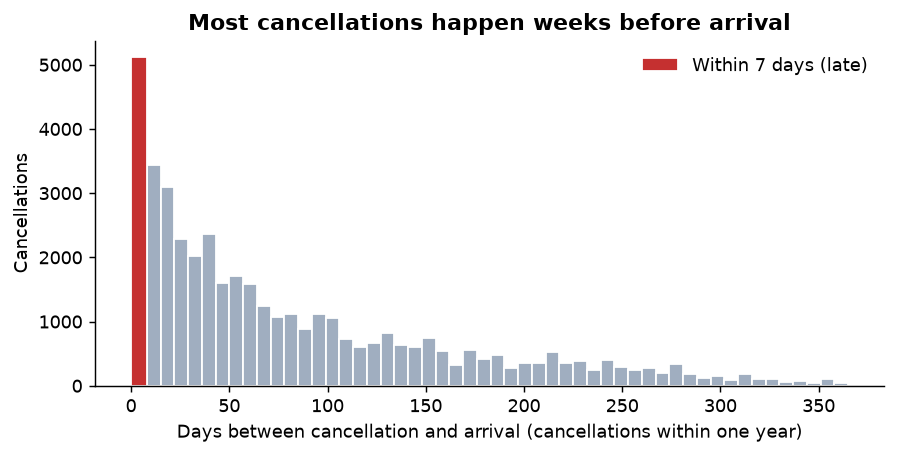 Most cancellations happen weeks before arrival
Within 7 days (late)
5000
4000
3000
2000
1000
0
Cancellations
0 50 100 150 200 250 300 350
Days between cancellation and arrival (cancellations within one year)